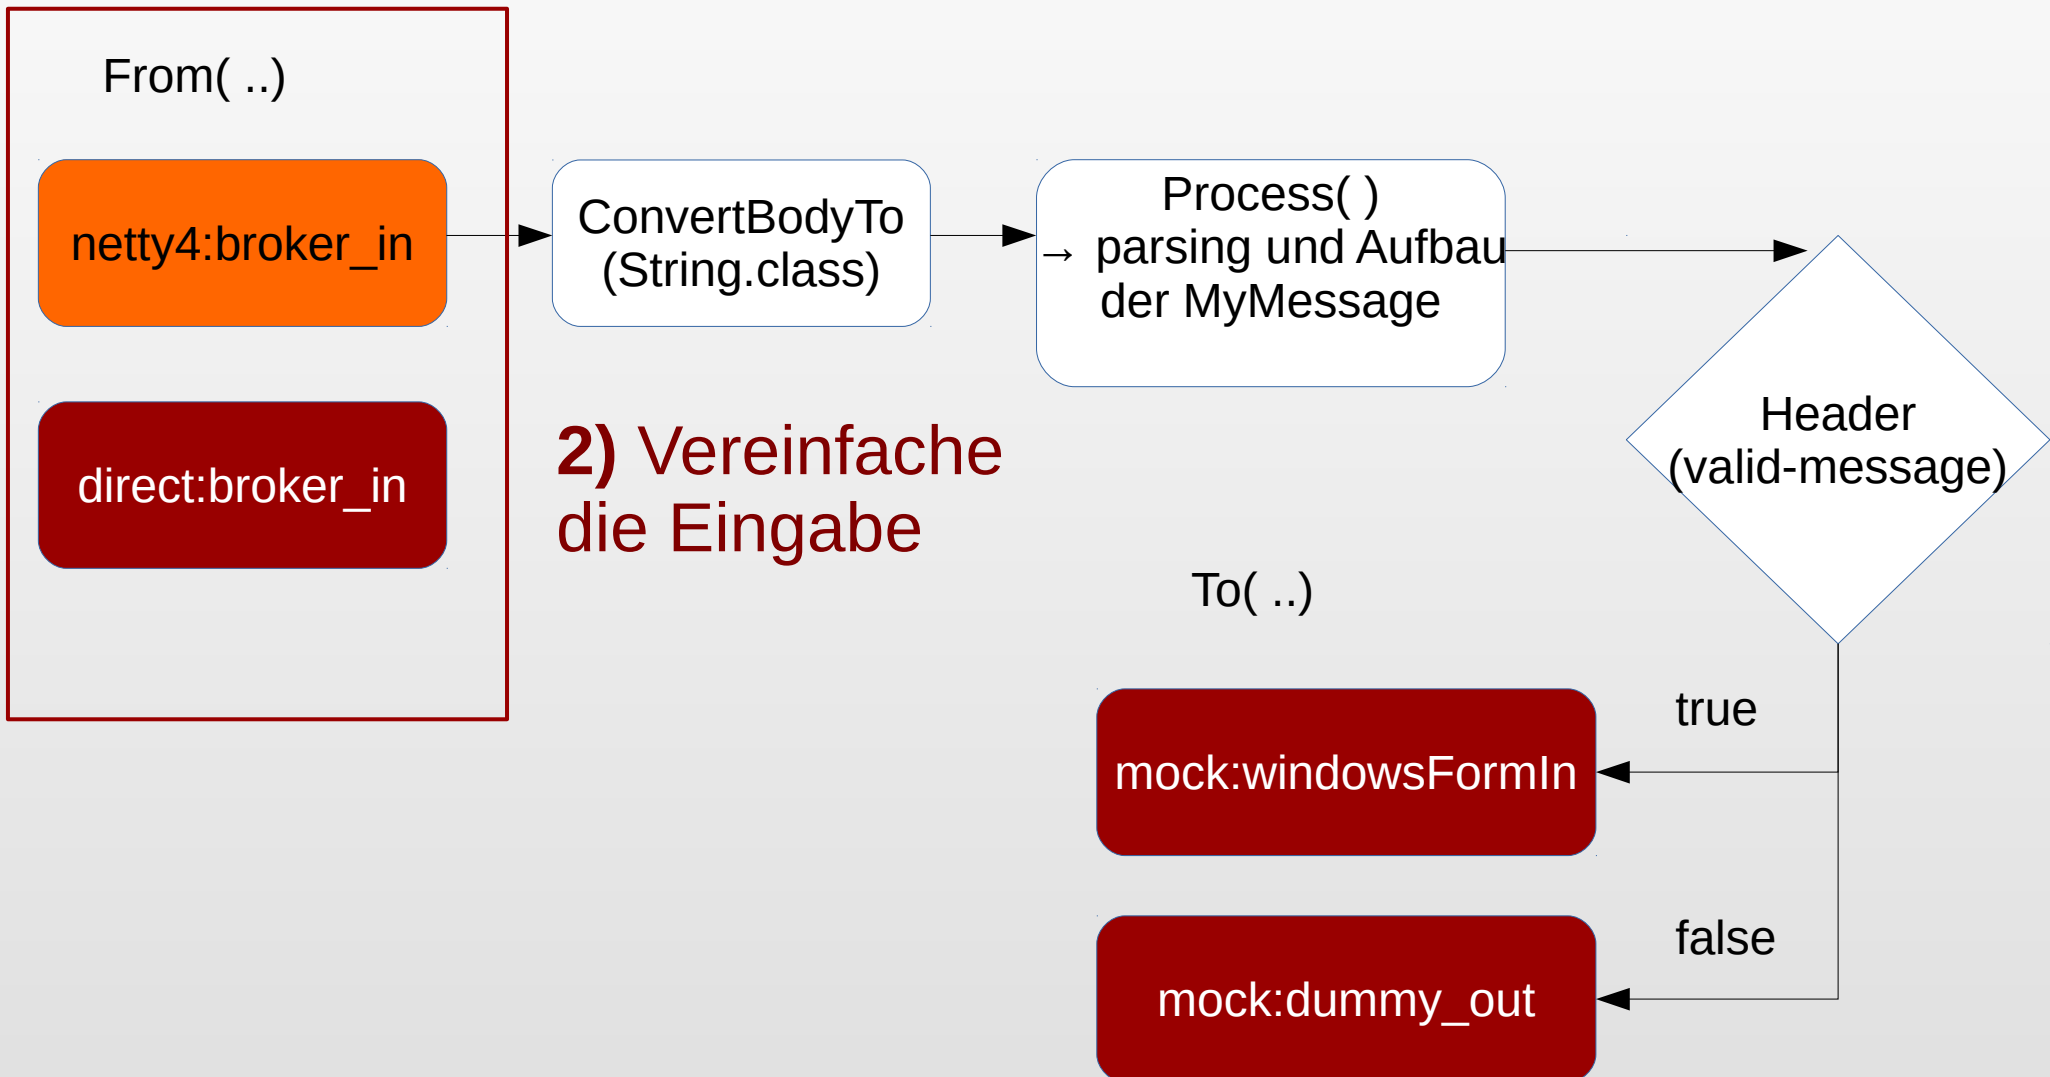 From( ..)
netty4:broker_in
direct:broker_in
ConvertBodyTo
(String.class)
Process( )
→ parsing und Aufbau
der MyMessage
2) Vereinfache
die Eingabe
Header
(valid-message)
To( ..)
true
mock:windowsFormIn
false
mock:dummy_out